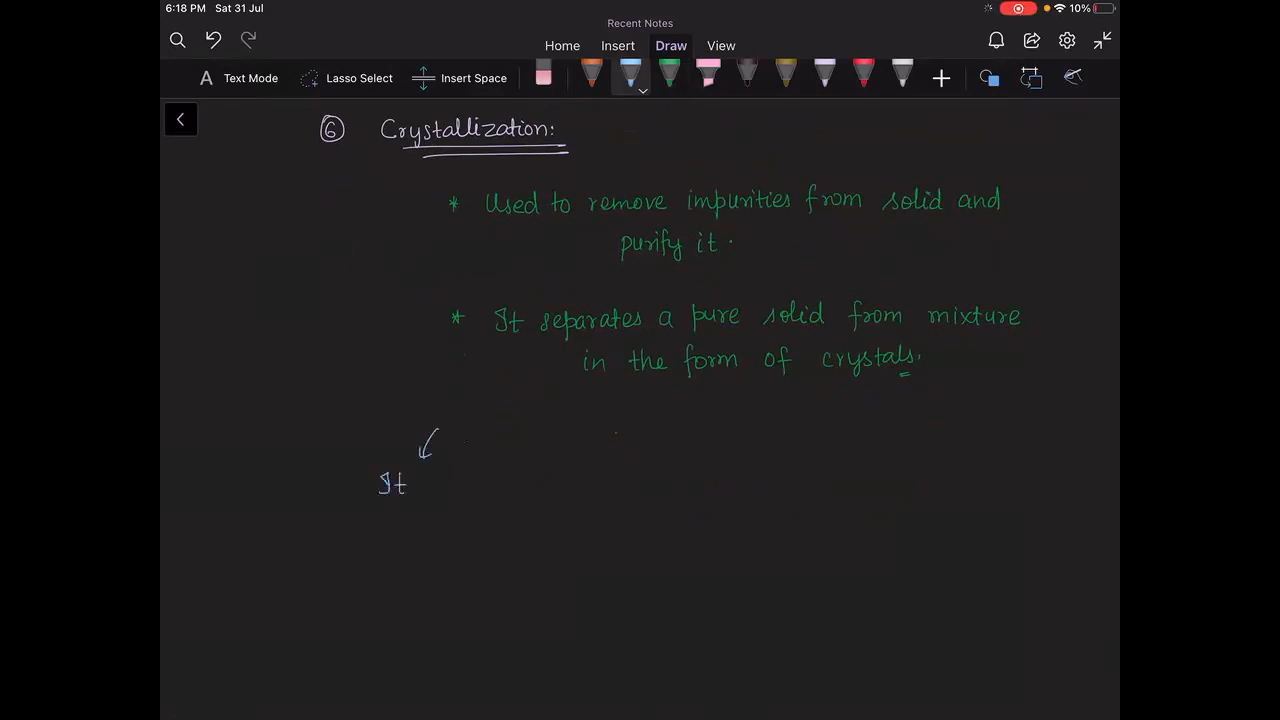 6:18 PM Sat 31 Jul
10%
Recent Notes
Home Insert Draw View
Text Mode Lasso Select Insert Space
6 Crystallization:
* Used to remove impurities from solid and
purify it.
* It separates a pure solid from mixture
in the form of crystals.
It